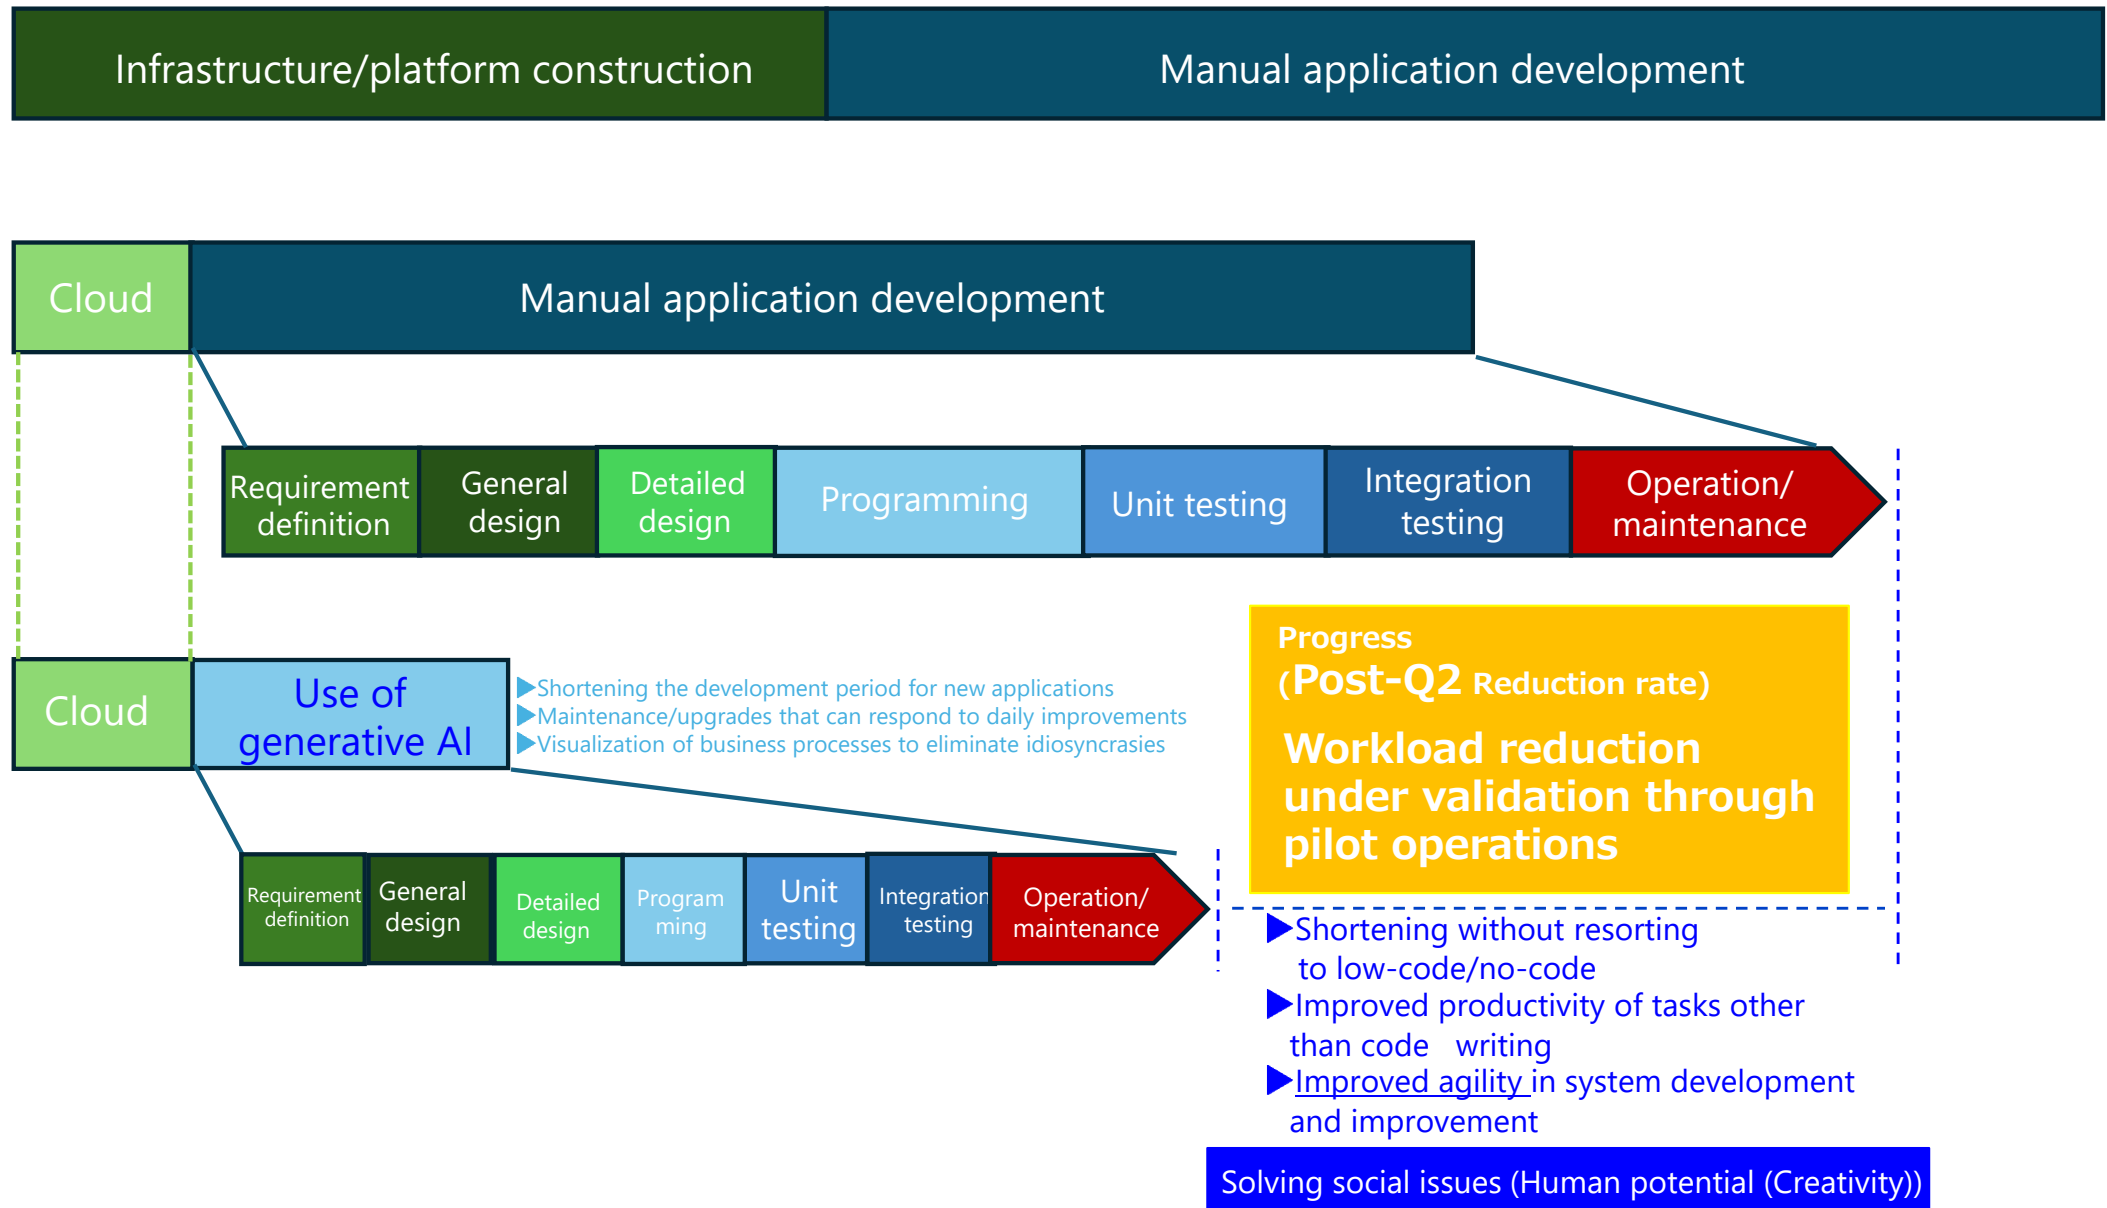 Infrastructure/platform construction
Manual application development
Cloud
Manual application development
Requirement
definition
General
design
Detailed
design
Programming
Unit testing
Integration
testing
Operation/
maintenance
Cloud
Use of
generative AI
▶Shortening the development period for new applications
▶Maintenance/upgrades that can respond to daily improvements
▶Visualization of business processes to eliminate idiosyncrasies
Progress
(Post-Q2 Reduction rate)
Workload reduction
under validation through
pilot operations
Requirement
definition
General
design
Detailed
design
Program
ming
Unit
testing
Integration
testing
Operation/
maintenance
▶Shortening without resorting
to low-code/no-code
▶Improved productivity of tasks other
than code writing
▶Improved agility in system development
and improvement
Solving social issues (Human potential (Creativity))